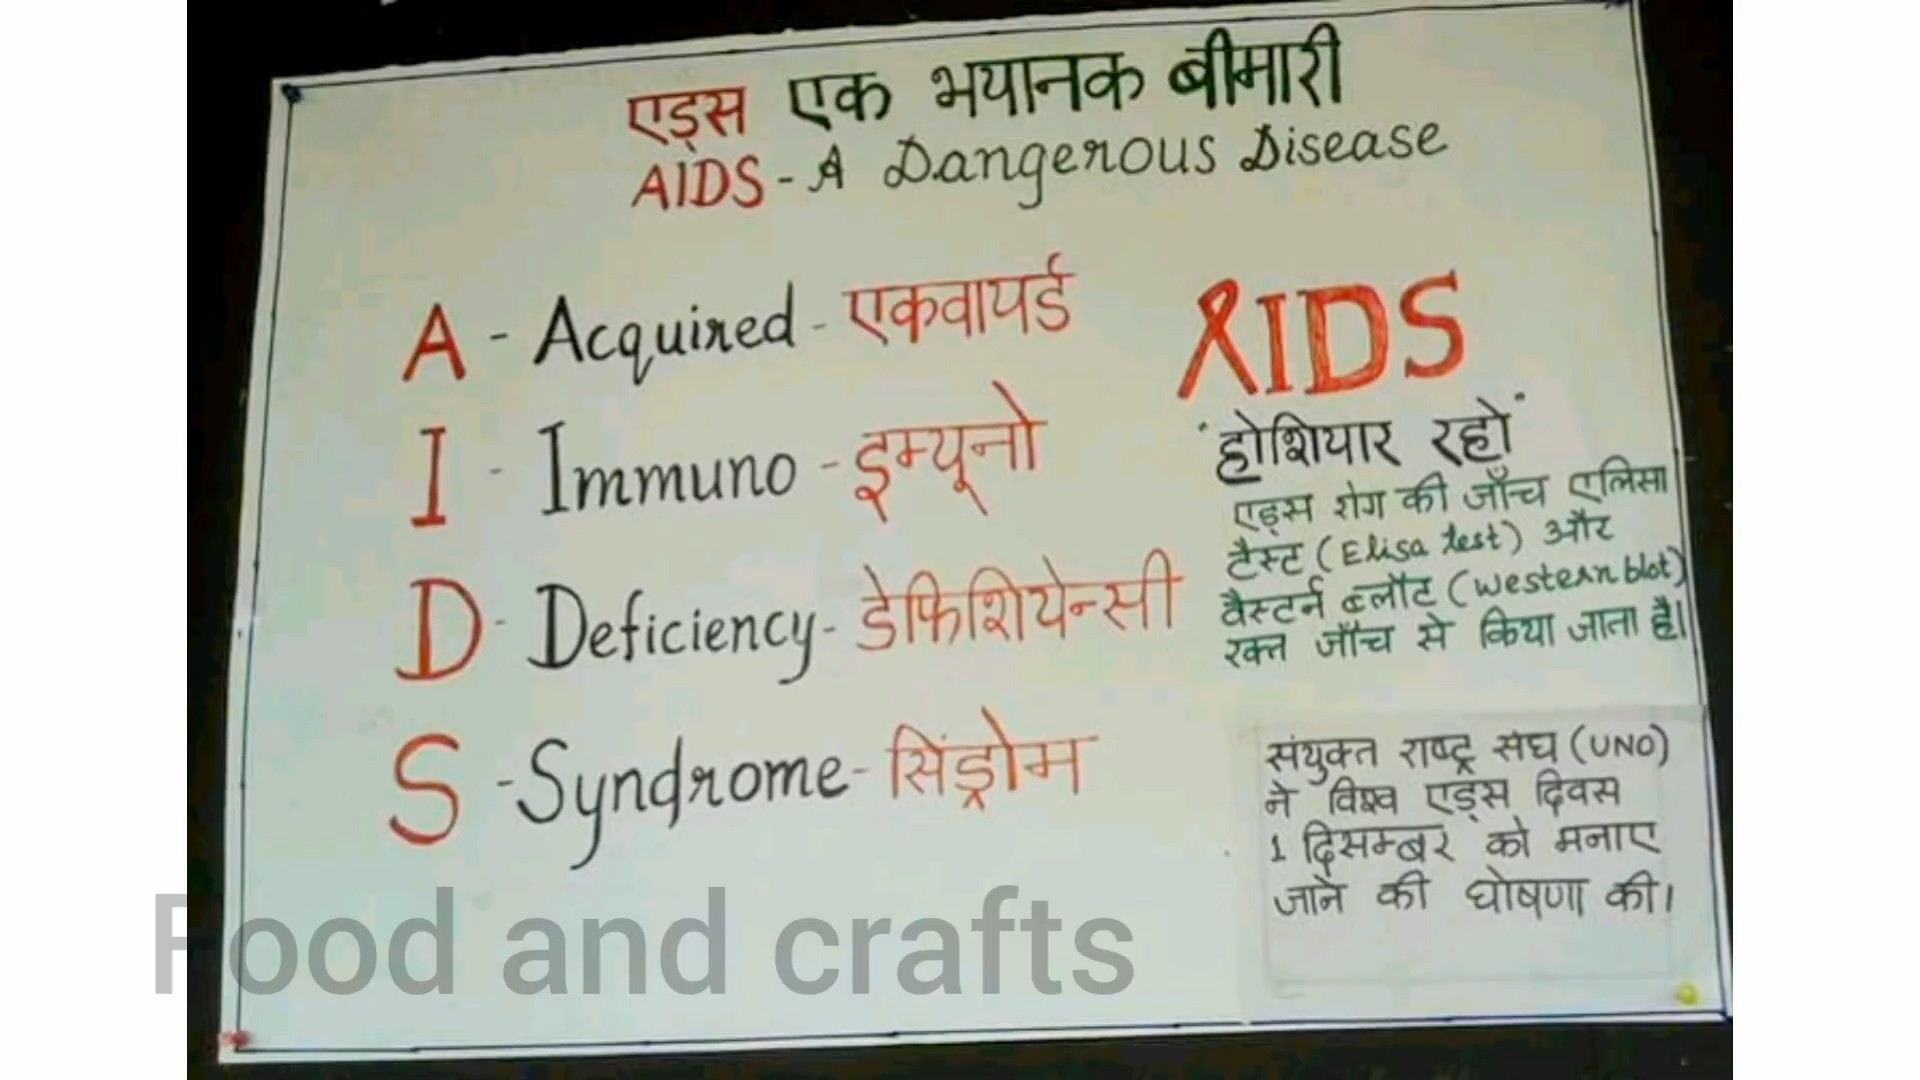 एड्स एक भयानक बीमारी
AIDS - A Dangerous Disease
A - Acquired - एकवायर्ड
I - Immuno - इम्यूनो
D - Deficiency - डेफिशियेन्सी
S - Syndrome - सिंड्रोम
AIDS
'होशियार रहो'
एड्स रोग की जाँच एलिसा
टैस्ट (Elisa test) और
वैस्टर्न ब्लौट (Western blot)
रक्त जाँच से किया जाता है।
संयुक्त राष्ट्र संघ (UNO)
ने विश्व एड्स दिवस
1 दिसम्बर को मनाए
जाने की घोषणा की।
Food and crafts